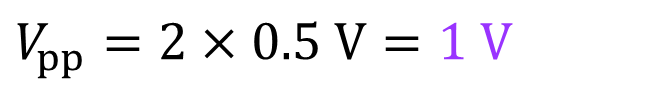 Vpp = 2 × 0.5 V = 1 V